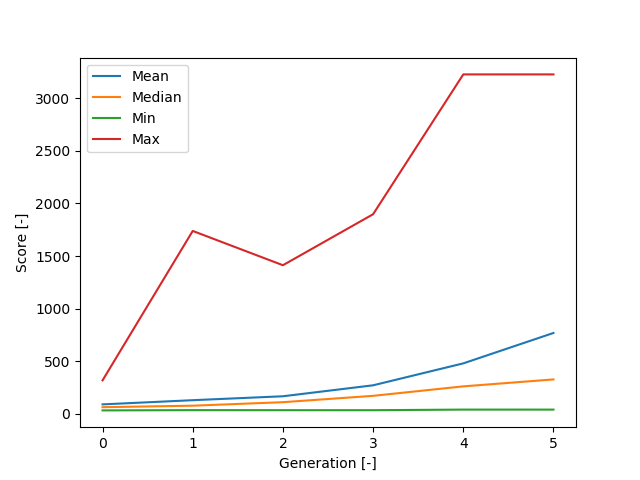 Mean
Median
Min
Max
3000
2500
2000
1500
1000
500
0
Score [-]
0 1 2 3 4 5
Generation [-]